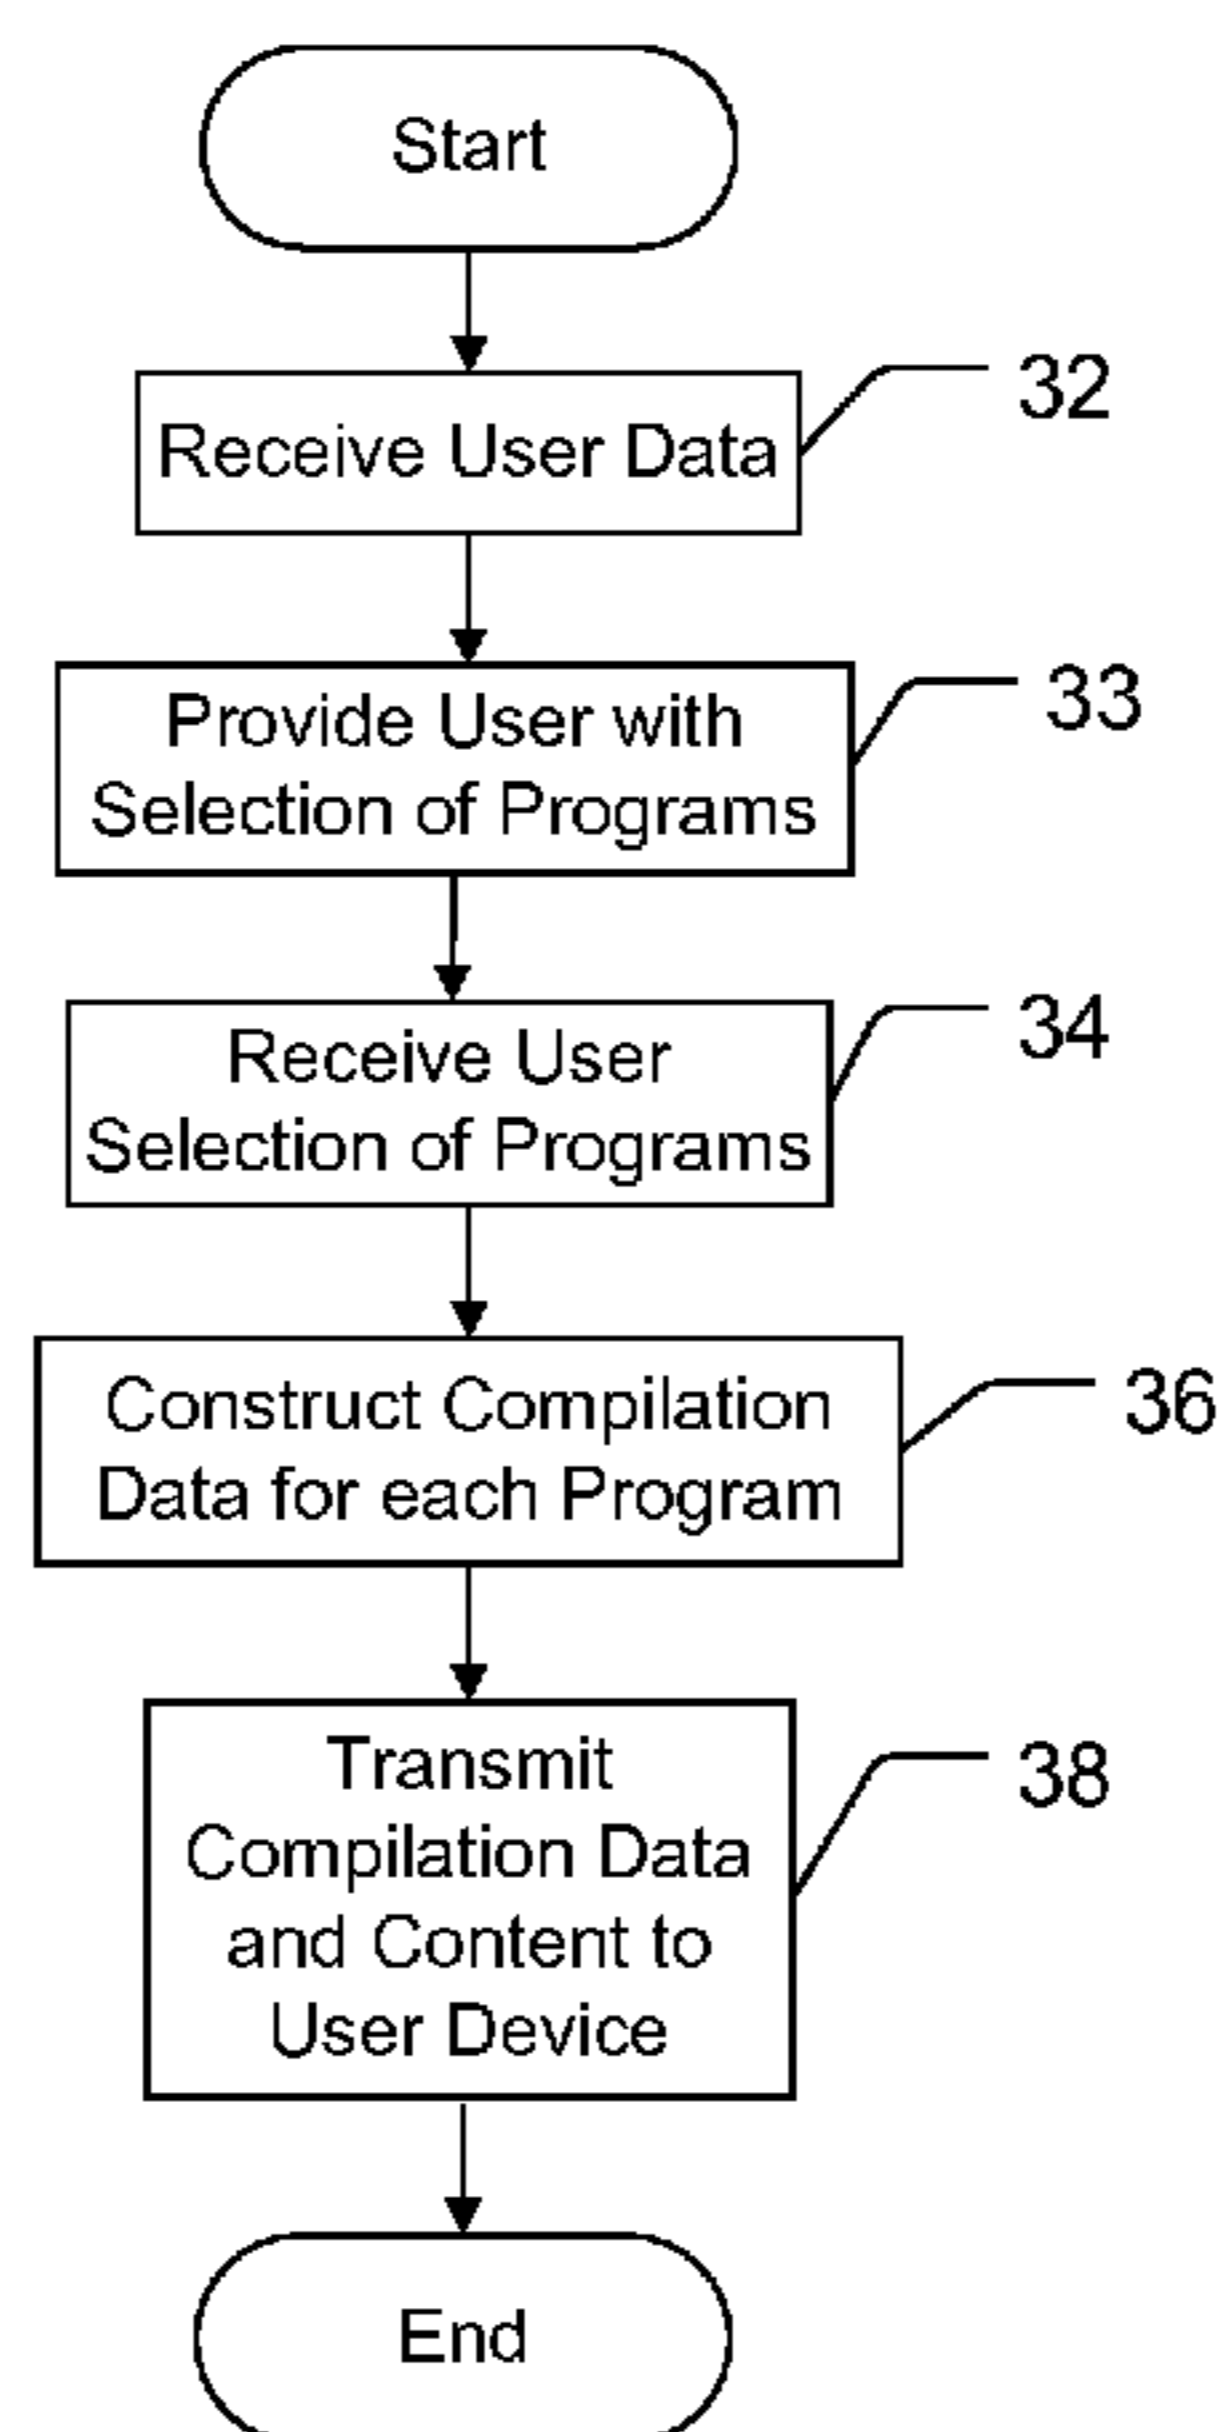 Start
Receive User Data
32
Provide User with
Selection of Programs
33
Receive User
Selection of Programs
34
Construct Compilation
Data for each Program
36
Transmit
Compilation Data
and Content to
User Device
38
End